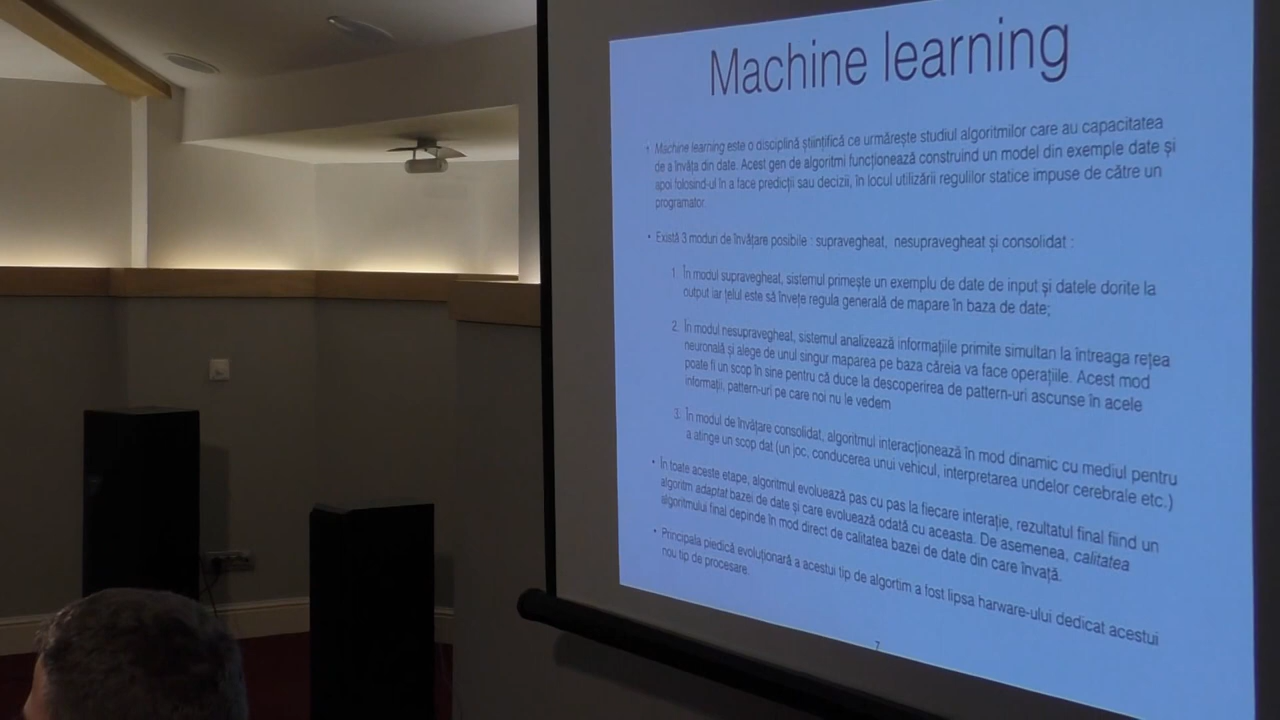 Machine learning
• Machine learning este o disciplină științifică ce urmărește studiul algoritmilor care au capacitatea
de a învăța din date. Acest gen de algoritmi funcționează construind un model din exemple date și
apoi folosind-ul în a face predicții sau decizii, în locul utilizării regulilor statice impuse de către un
programator.
• Există 3 moduri de învățare posibile : supravegheat, nesupravegheat și consolidat :
1. În modul supravegheat, sistemul primește un exemplu de date de input și datele dorite la
output iar țelul este să învețe regula generală de mapare în baza de date;
2. În modul nesupravegheat, sistemul analizează informațiile primite simultan la întreaga rețea
neuronală și alege de unul singur maparea pe baza căreia va face operațiile. Acest mod
poate fi un scop în sine pentru că duce la descoperirea de pattern-uri ascunse în acele
informații, pattern-uri pe care noi nu le vedem
3. În modul de învățare consolidat, algoritmul interacționează în mod dinamic cu mediul pentru
a atinge un scop dat (un joc, conducerea unui vehicul, interpretarea undelor cerebrale etc.)
• În toate aceste etape, algoritmul evoluează pas cu pas la fiecare interație, rezultatul final fiind un
algoritm adaptat bazei de date și care evoluează odată cu aceasta. De asemenea, calitatea
algoritmului final depinde în mod direct de calitatea bazei de date din care învață.
• Principala piedică evoluționară a acestui tip de algortim a fost lipsa harware-ului dedicat acestui
nou tip de procesare.
7